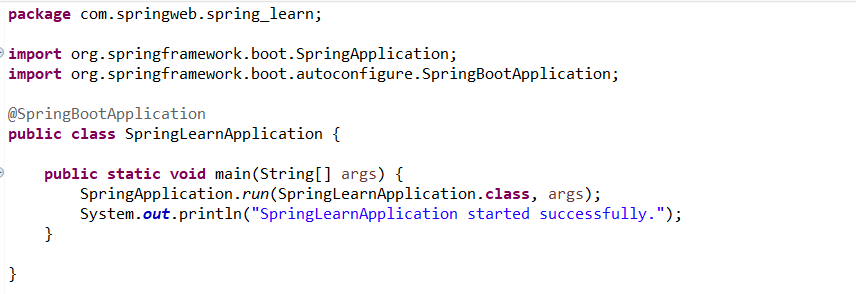 package com.springweb.spring_learn;
import org.springframework.boot.SpringApplication;
import org.springframework.boot.autoconfigure.SpringBootApplication;
@SpringBootApplication
public class SpringLearnApplication {
    public static void main(String[] args) {
        SpringApplication.run(SpringLearnApplication.class, args);
        System.out.println("SpringLearnApplication started successfully.");
    }
}